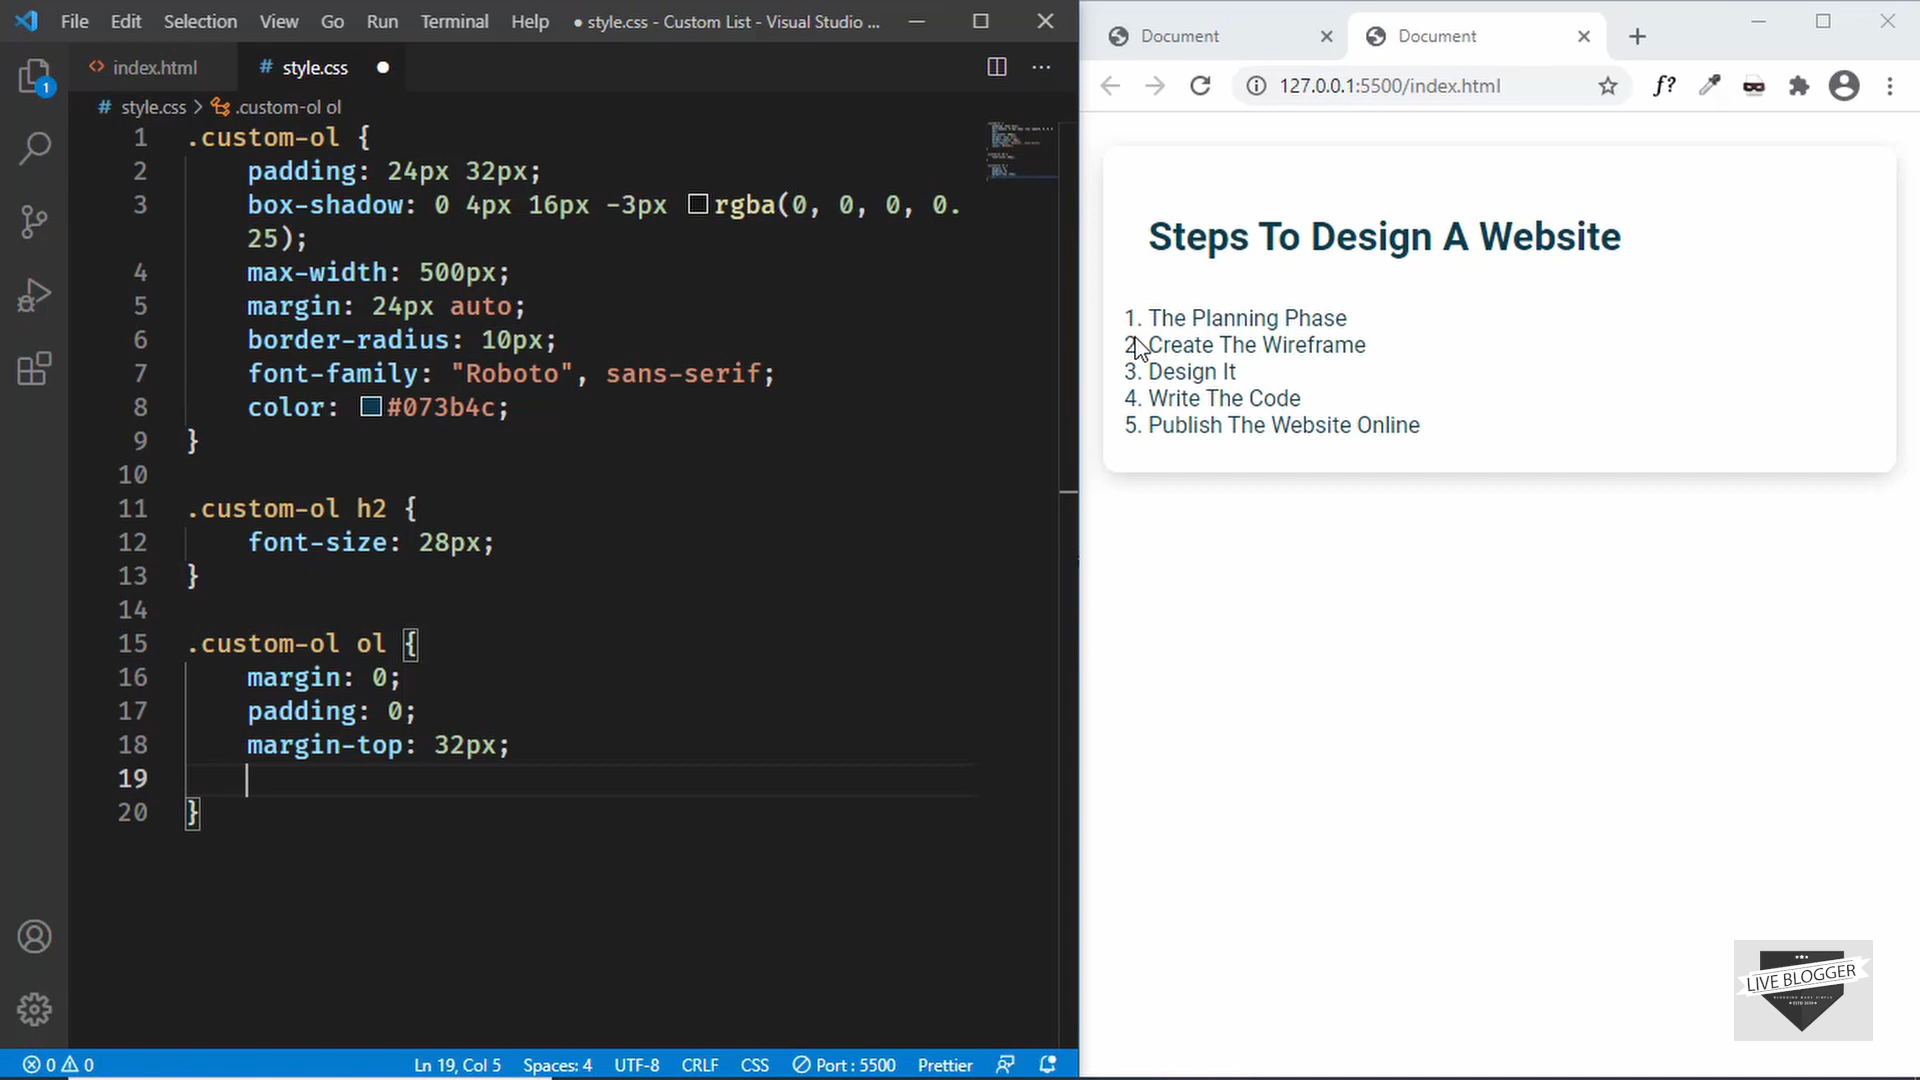 File Edit Selection View Go Run Terminal Help ● style.css - Custom List - Visual Studio ...
index.html # style.css ●
# style.css > .custom-ol ol
1 .custom-ol {
2 padding: 24px 32px;
3 box-shadow: 0 4px 16px -3px rgba(0, 0, 0, 0.
25);
4 max-width: 500px;
5 margin: 24px auto;
6 border-radius: 10px;
7 font-family: "Roboto", sans-serif;
8 color: #073b4c;
9 }
10
11 .custom-ol h2 {
12 font-size: 28px;
13 }
14
15 .custom-ol ol {
16 margin: 0;
17 padding: 0;
18 margin-top: 32px;
19
20 }
1
0 0 Ln 19, Col 5 Spaces: 4 UTF-8 CRLF CSS Port : 5500 Prettier
Document Document
127.0.0.1:5500/index.html f?
Steps To Design A Website
1. The Planning Phase
2. Create The Wireframe
3. Design It
4. Write The Code
5. Publish The Website Online
LIVE BLOGGER